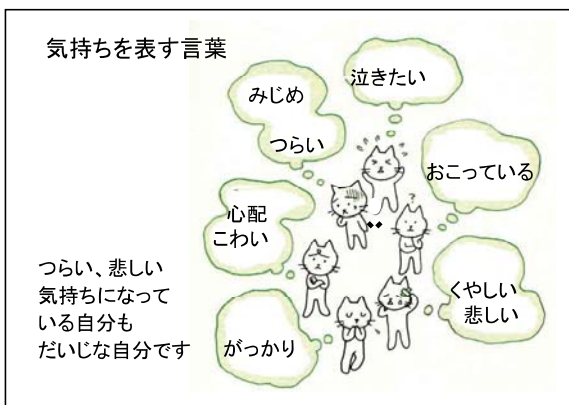 気持ちを表す言葉
泣きたい
みじめ
つらい
おこっている
心配
こわい
くやしい
悲しい
がっかり
つらい、悲しい
気持ちになって
いる自分も
だいじな自分です
?